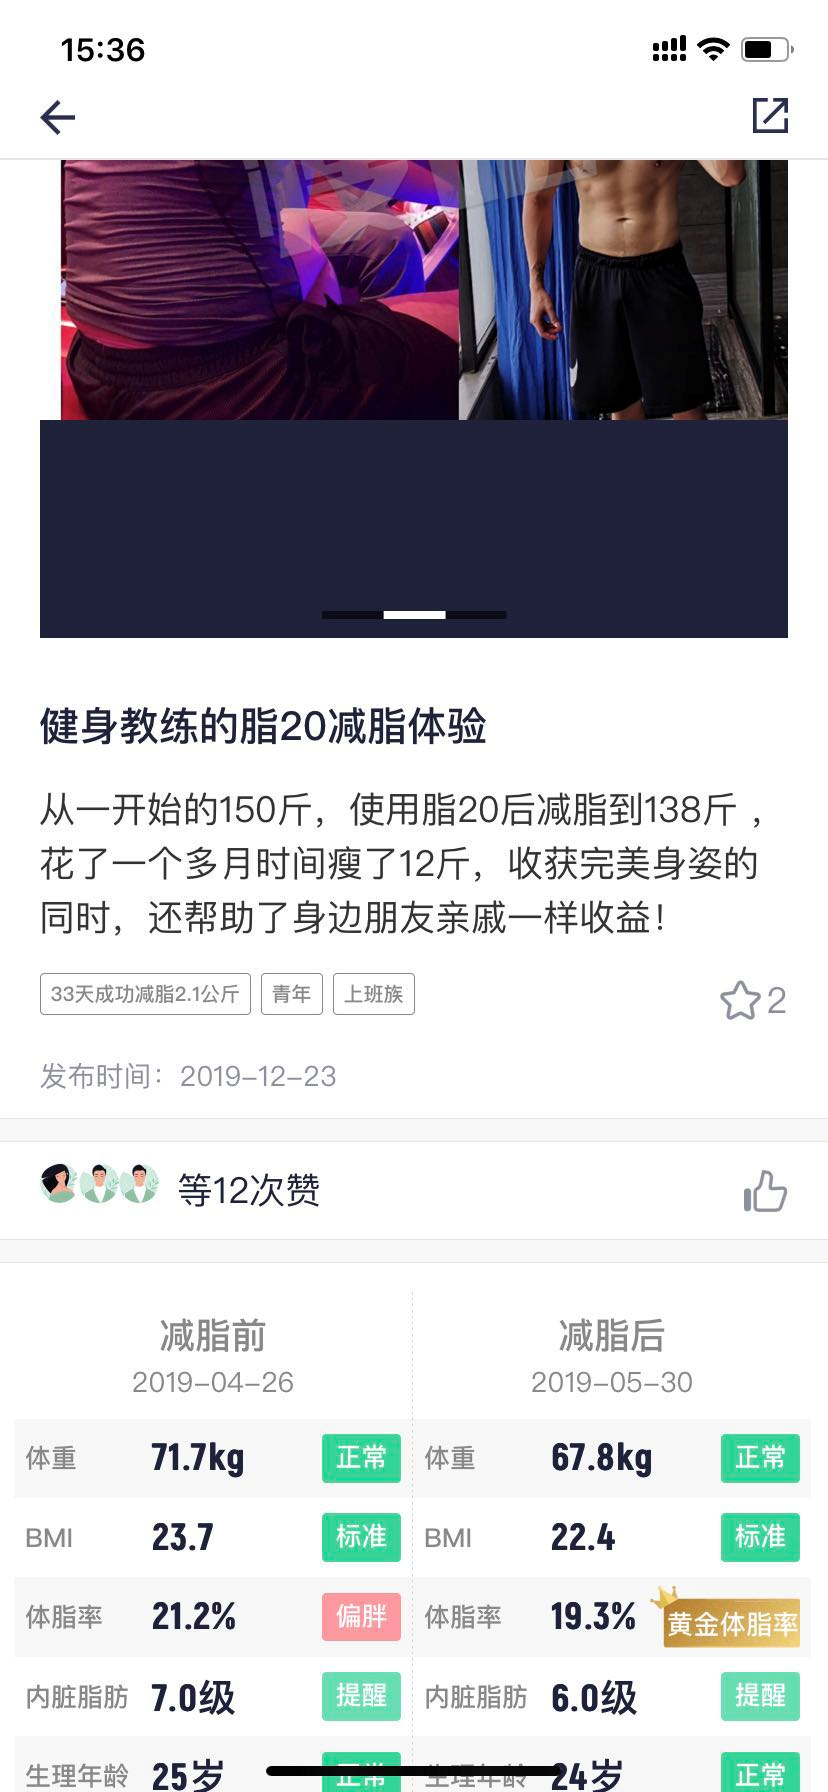 15:36
健身教练的脂20减脂体验
从一开始的150斤，使用脂20后减脂到138斤，
花了一个多月时间瘦了12斤，收获完美身姿的
同时，还帮助了身边朋友亲戚一样收益！
33天成功减脂2.1公斤 青年 上班族 2
发布时间：2019-12-23
等12次赞
减脂前 减脂后
2019-04-26 2019-05-30
体重 71.7kg 正常 体重 67.8kg 正常
BMI 23.7 标准 BMI 22.4 标准
体脂率 21.2% 偏胖 体脂率 19.3% 黄金体脂率
内脏脂肪 7.0级 提醒 内脏脂肪 6.0级 提醒
生理年龄 25岁 正常 生理年龄 24岁 正常